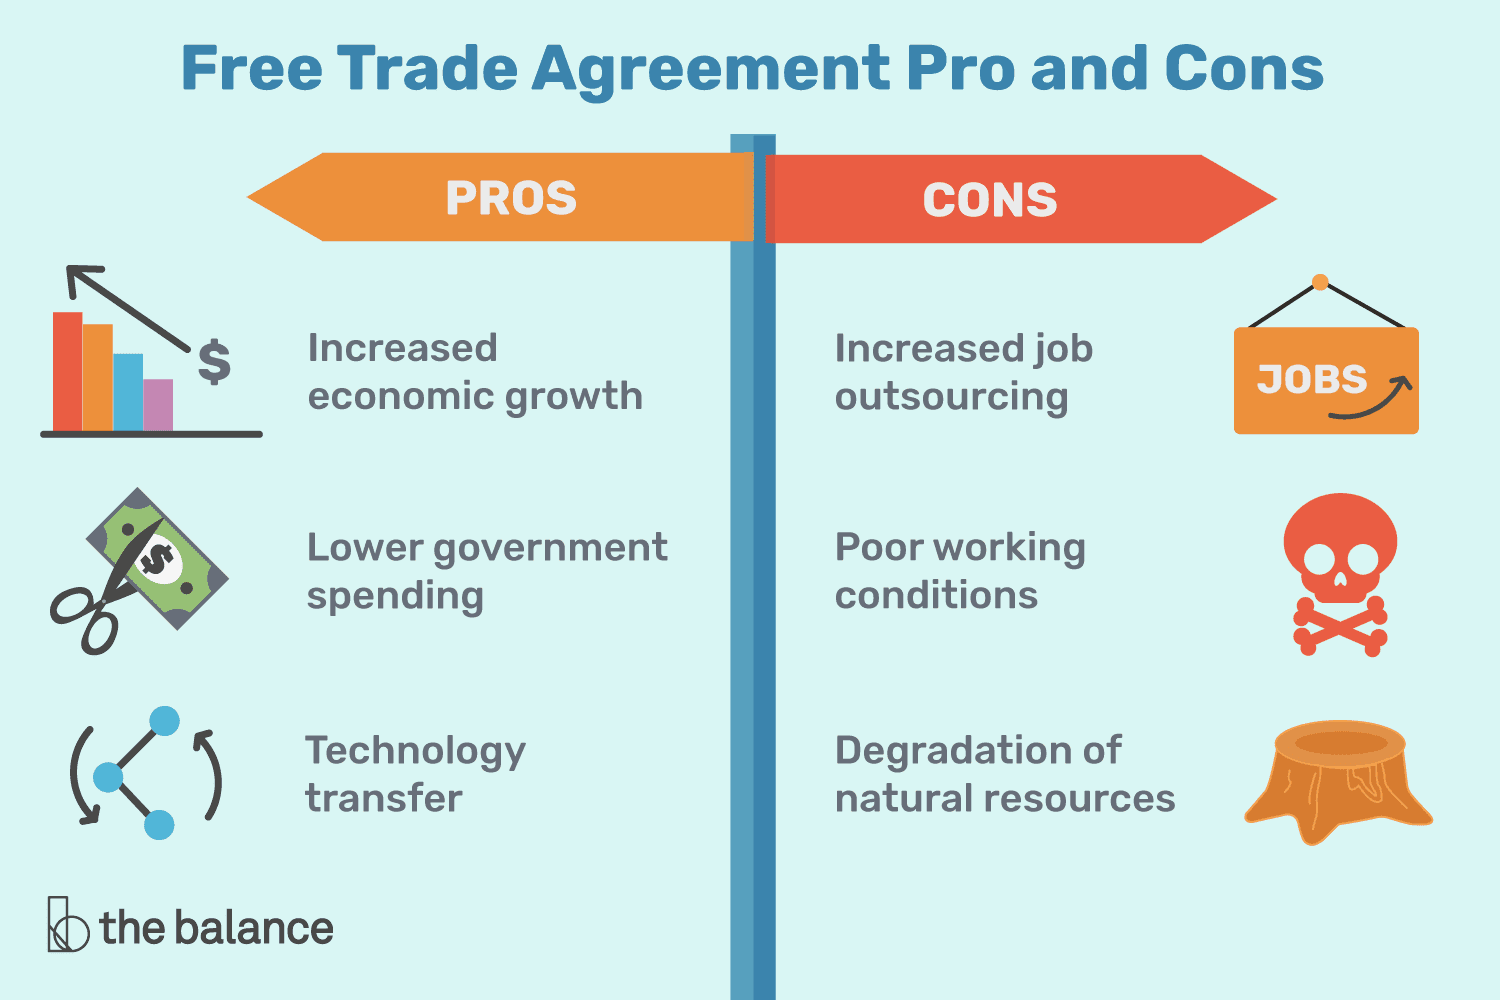 Free Trade Agreement Pro and Cons
PROS
CONS
$
Increased
economic growth
Increased job
outsourcing
JOBS
$
Lower government
spending
Poor working
conditions
Technology
transfer
Degradation of
natural resources
b the balance